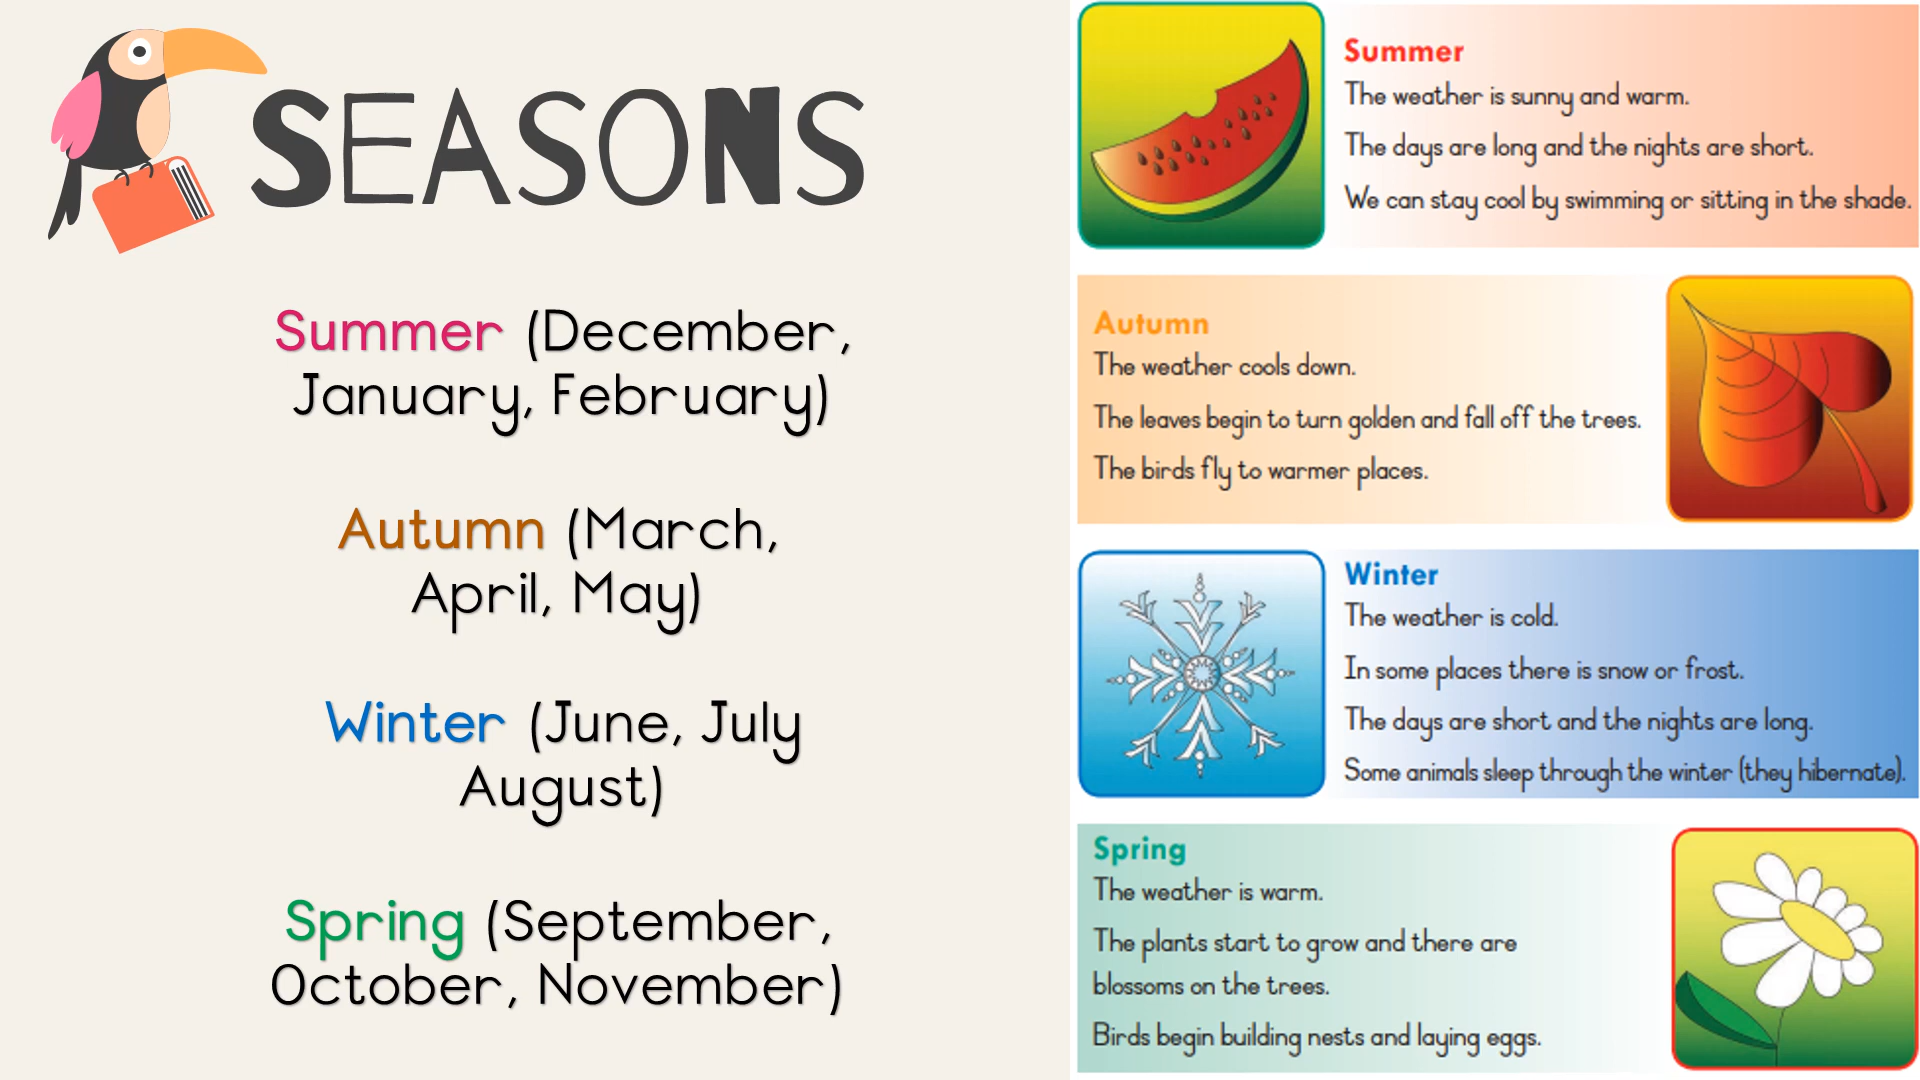 SEASONS
Summer (December,
January, February)
Autumn (March,
April, May)
Winter (June, July
August)
Spring (September,
October, November)
Summer
The weather is sunny and warm.
The days are long and the nights are short.
We can stay cool by swimming or sitting in the shade.
Autumn
The weather cools down.
The leaves begin to turn golden and fall off the trees.
The birds fly to warmer places.
Winter
The weather is cold.
In some places there is snow or frost.
The days are short and the nights are long.
Some animals sleep through the winter (they hibernate).
Spring
The weather is warm.
The plants start to grow and there are
blossoms on the trees.
Birds begin building nests and laying eggs.